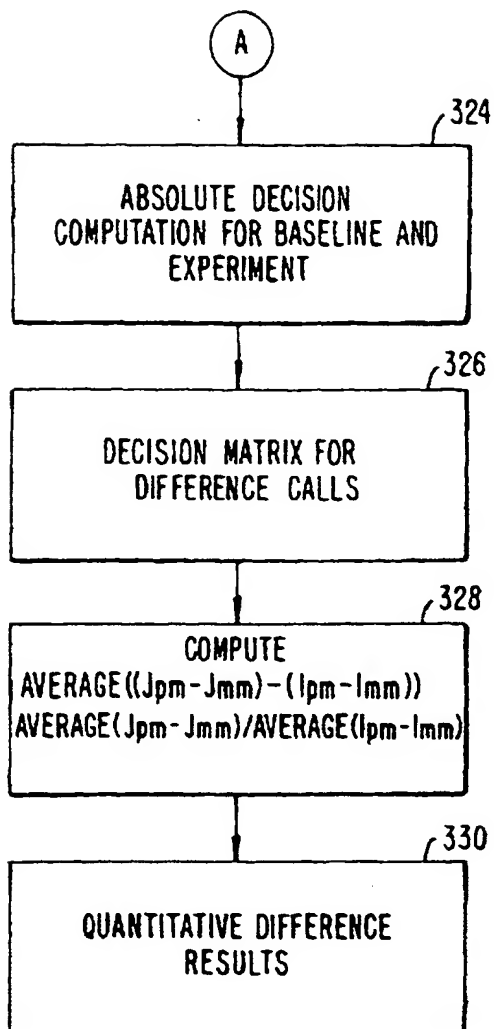 A
324
ABSOLUTE DECISION
COMPUTATION FOR BASELINE AND
EXPERIMENT
326
DECISION MATRIX FOR
DIFFERENCE CALLS
328
COMPUTE
AVERAGE((Jpm-Jmm)-(Ipm-Imm))
AVERAGE(Jpm-Jmm)/AVERAGE(Ipm-Imm)
330
QUANTITATIVE DIFFERENCE
RESULTS